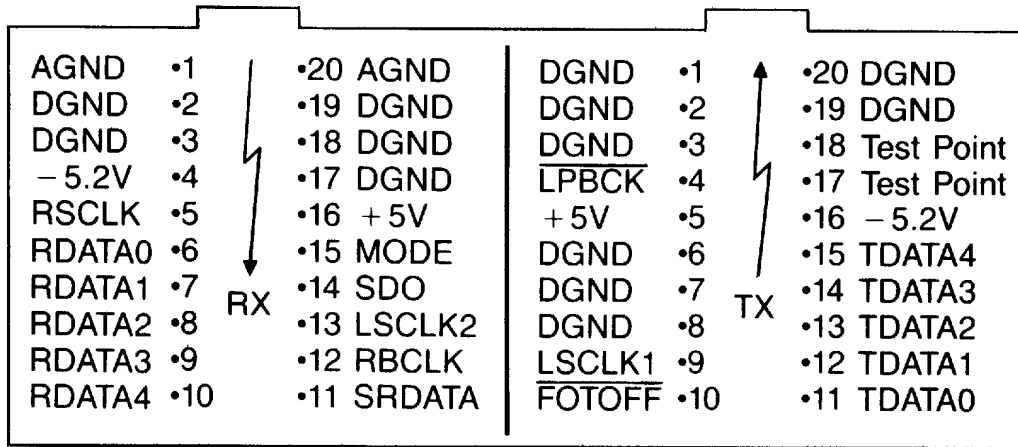 AGND •1 •20 AGND
DGND •2 •19 DGND
DGND •3 •18 DGND
−5.2V •4 •17 DGND
RSCLK •5 •16 +5V
RDATA0 •6 •15 MODE
RDATA1 •7 RX •14 SDO
RDATA2 •8 •13 LSCLK2
RDATA3 •9 •12 RBCLK
RDATA4 •10 •11 SRDATA
DGND •1 •20 DGND
DGND •2 •19 DGND
DGND •3 •18 Test Point
LPBCK •4 •17 Test Point
+5V •5 •16 −5.2V
DGND •6 •15 TDATA4
DGND •7 TX •14 TDATA3
DGND •8 •13 TDATA2
LSCLK1 •9 •12 TDATA1
FOTOFF •10 •11 TDATA0